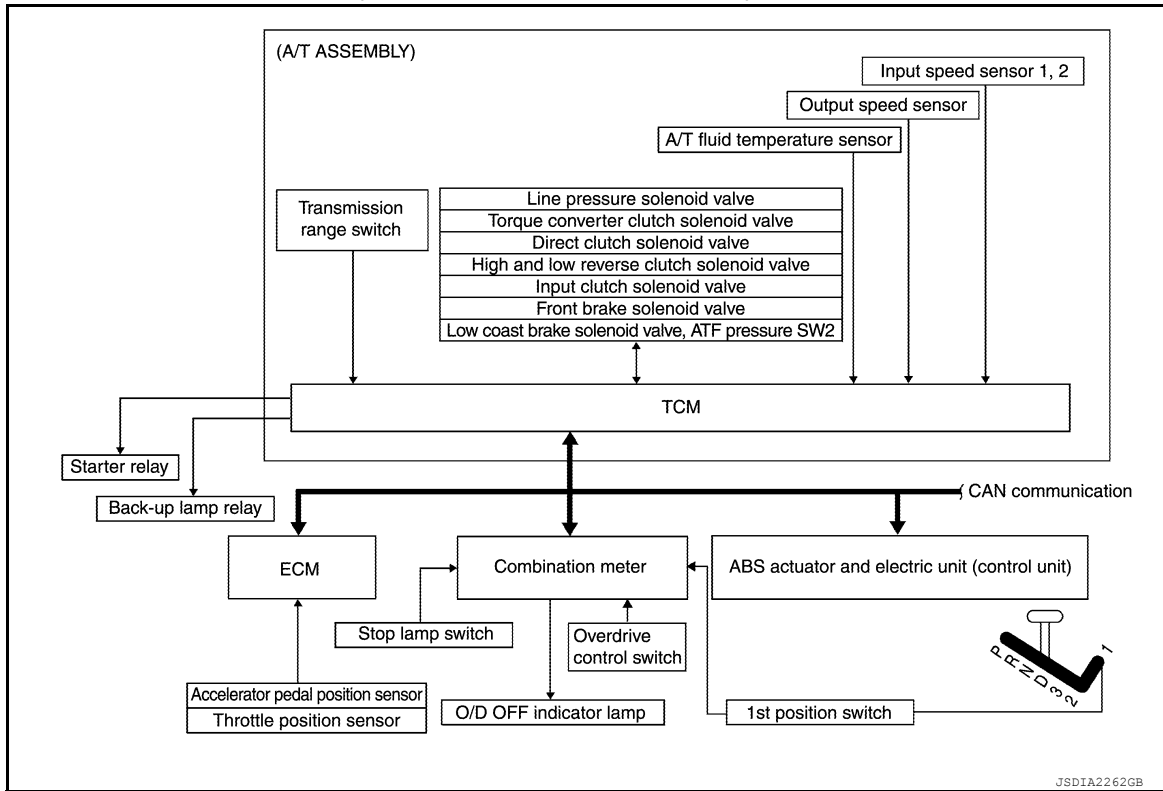 (A/T ASSEMBLY)
Input speed sensor 1, 2
Output speed sensor
A/T fluid temperature sensor
Transmission
range switch
Line pressure solenoid valve
Torque converter clutch solenoid valve
Direct clutch solenoid valve
High and low reverse clutch solenoid valve
Input clutch solenoid valve
Front brake solenoid valve
Low coast brake solenoid valve, ATF pressure SW2
TCM
Starter relay
Back-up lamp relay
CAN communication
ECM
Combination meter
ABS actuator and electric unit (control unit)
Stop lamp switch
Overdrive
control switch
P R N D 3 2 1
Accelerator pedal position sensor
Throttle position sensor
O/D OFF indicator lamp
1st position switch
JSDIA2262GB